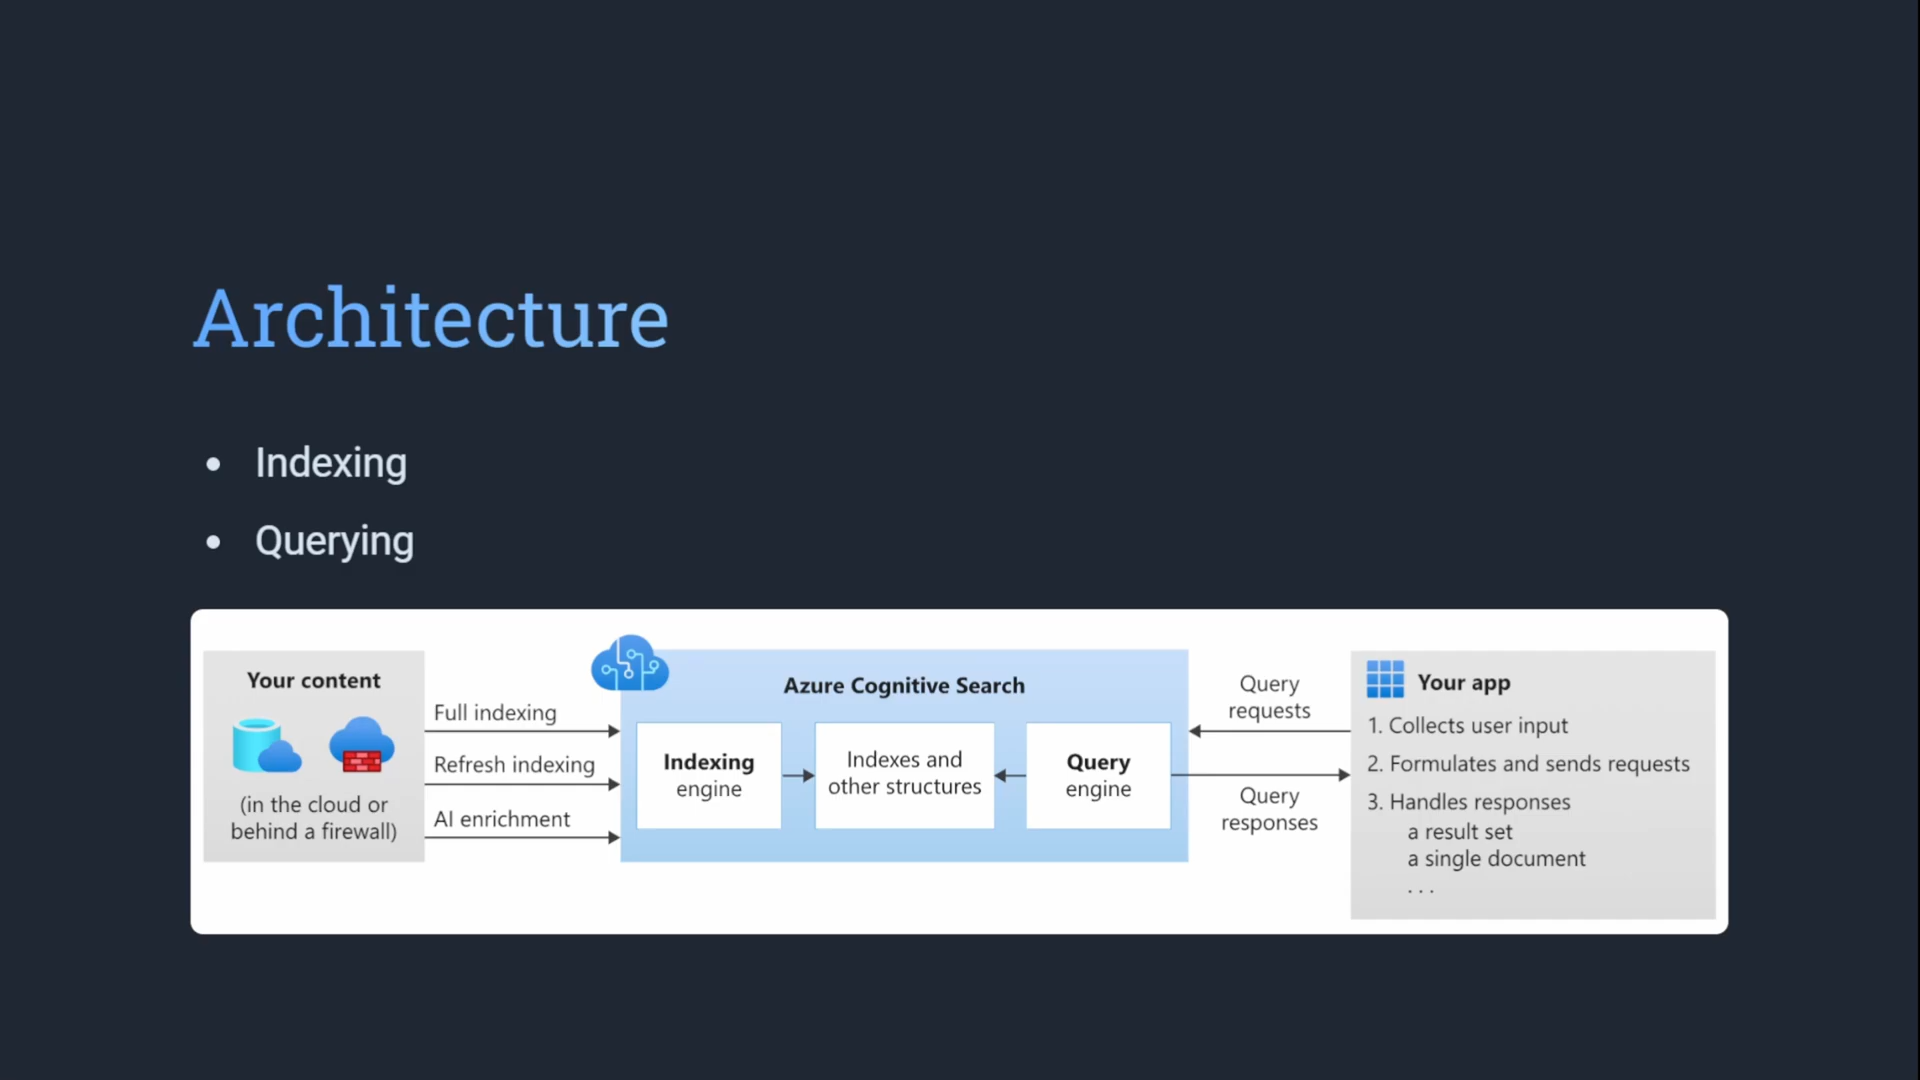 Architecture
Indexing
Querying
Your content
(in the cloud or
behind a firewall)
Full indexing
Refresh indexing
AI enrichment
Azure Cognitive Search
Indexing
engine
Indexes and
other structures
Query
engine
Query
requests
Query
responses
Your app
1. Collects user input
2. Formulates and sends requests
3. Handles responses
a result set
a single document
. . .